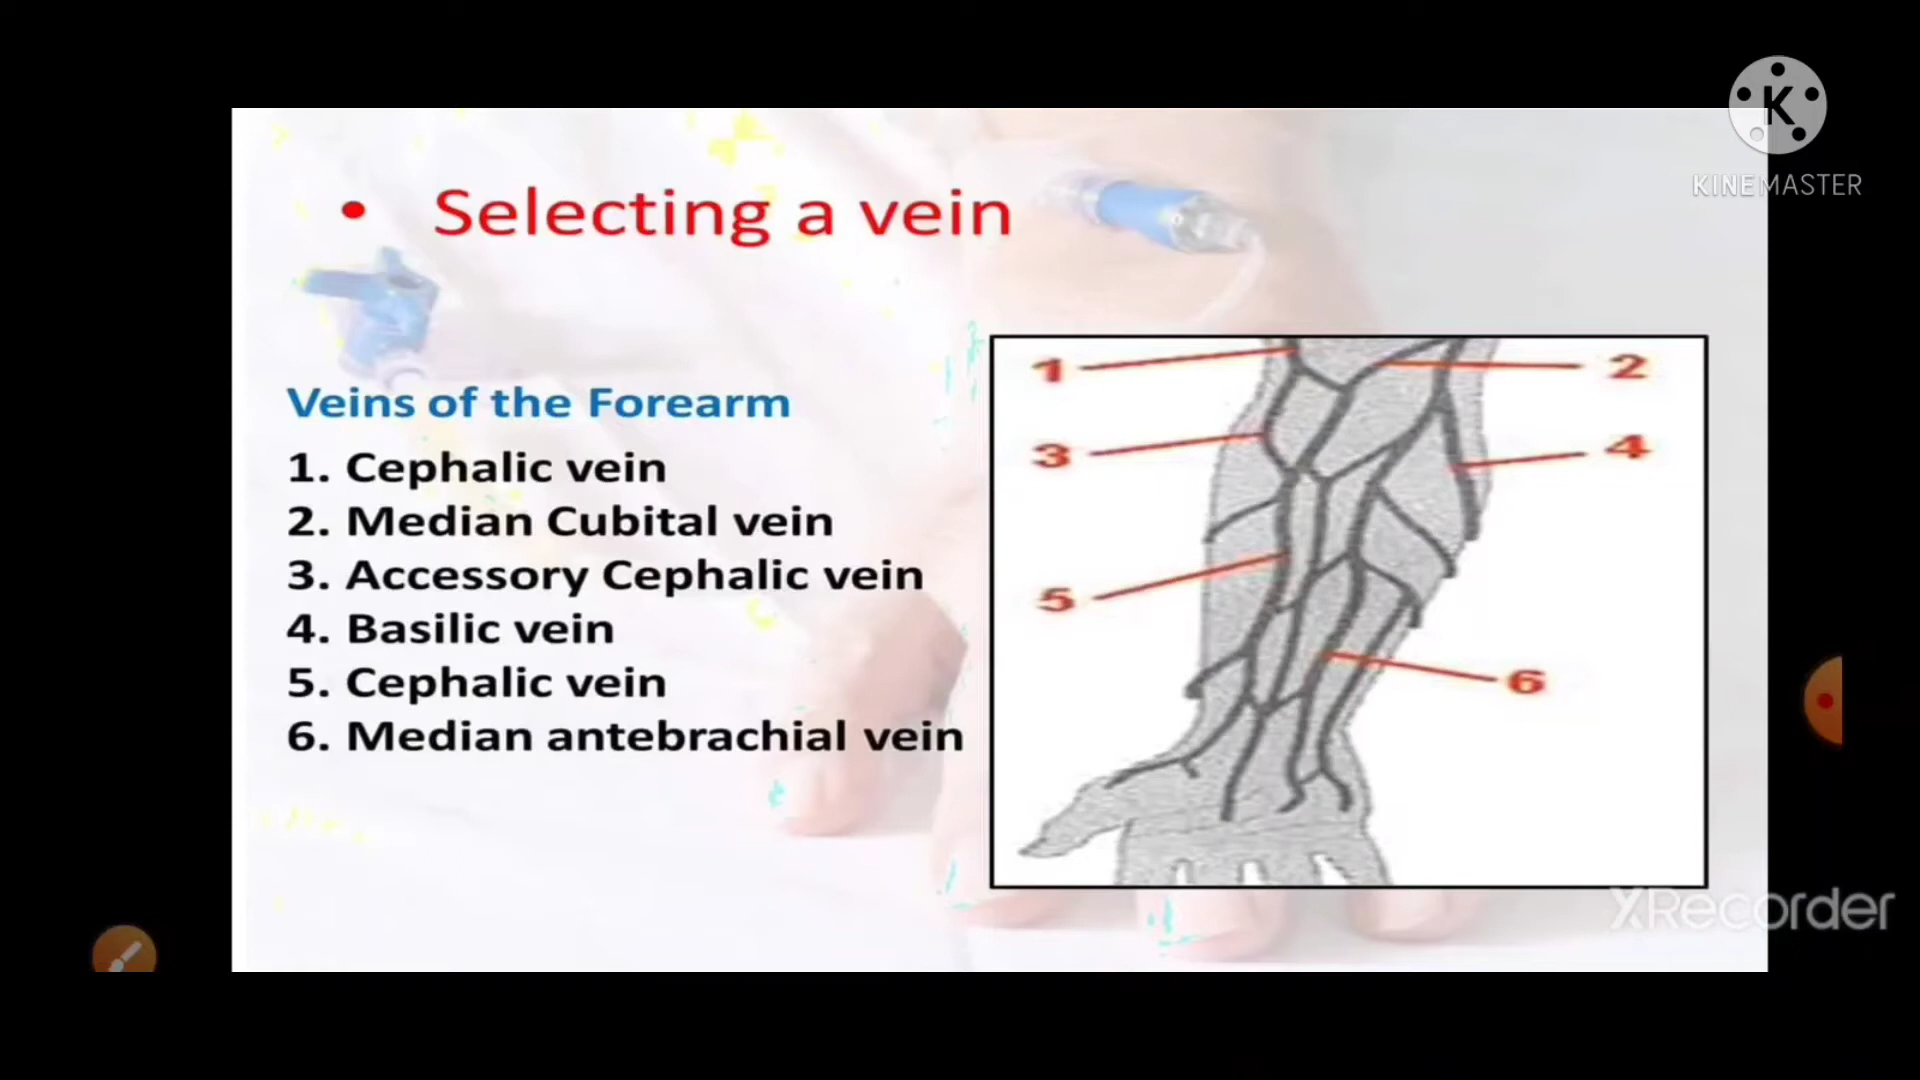 K
KINEMASTER
• Selecting a vein
Veins of the Forearm
1. Cephalic vein
2. Median Cubital vein
3. Accessory Cephalic vein
4. Basilic vein
5. Cephalic vein
6. Median antebrachial vein
1
2
3
4
5
6
XRecorder